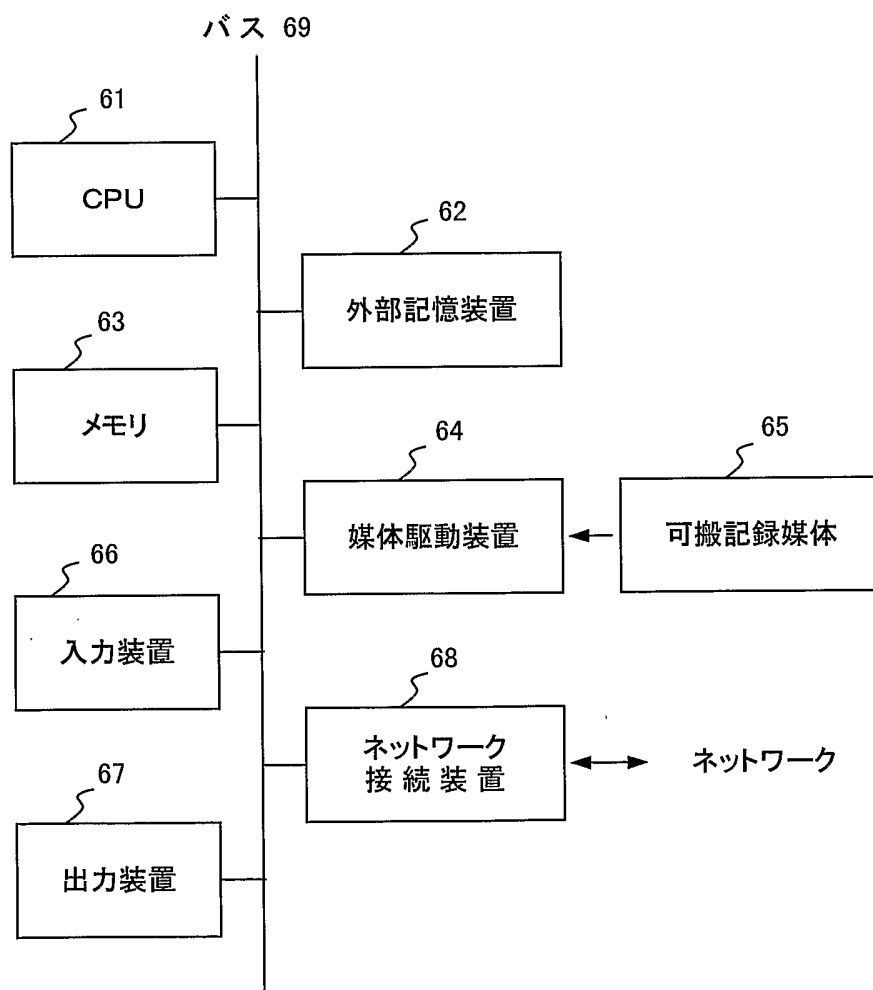 バス 69
61
CPU
62
外部記憶装置
63
メモリ
64
媒体駆動装置
65
可搬記録媒体
66
入力装置
68
ネットワーク
接続装置
ネットワーク
67
出力装置